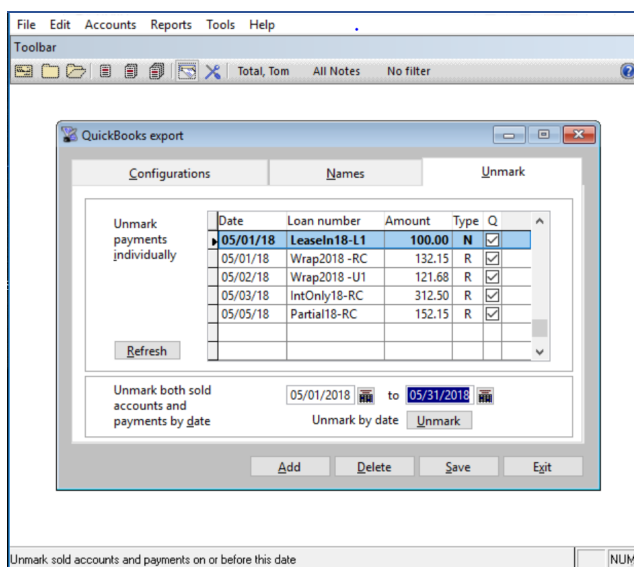 File Edit Accounts Reports Tools Help
Toolbar
Total, Tom All Notes No filter
QuickBooks export
Configurations Names Unmark
Unmark payments individually
Date Loan number Amount Type Q
05/01/18 LeaseIn18-L1 100.00 N
05/01/18 Wrap2018 -RC 132.15 R
05/02/18 Wrap2018 -U1 121.68 R
05/03/18 IntOnly18-RC 312.50 R
05/05/18 Partial18-RC 152.15 R
Refresh
Unmark both sold accounts and payments by date
05/01/2018 to 05/31/2018
Unmark by date Unmark
Add Delete Save Exit
Unmark sold accounts and payments on or before this date
NUM